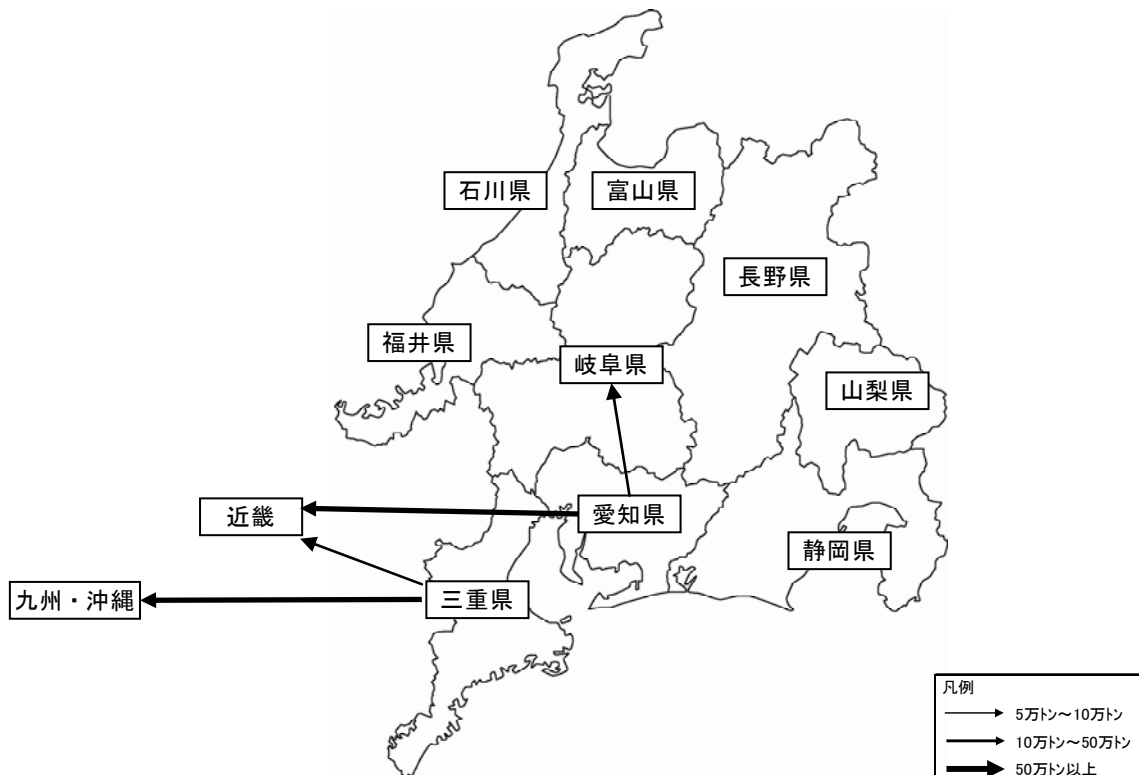 石川県
富山県
長野県
福井県
岐阜県
山梨県
近畿
愛知県
静岡県
九州・沖縄
三重県
凡例
5万トン～10万トン
10万トン～50万トン
50万トン以上